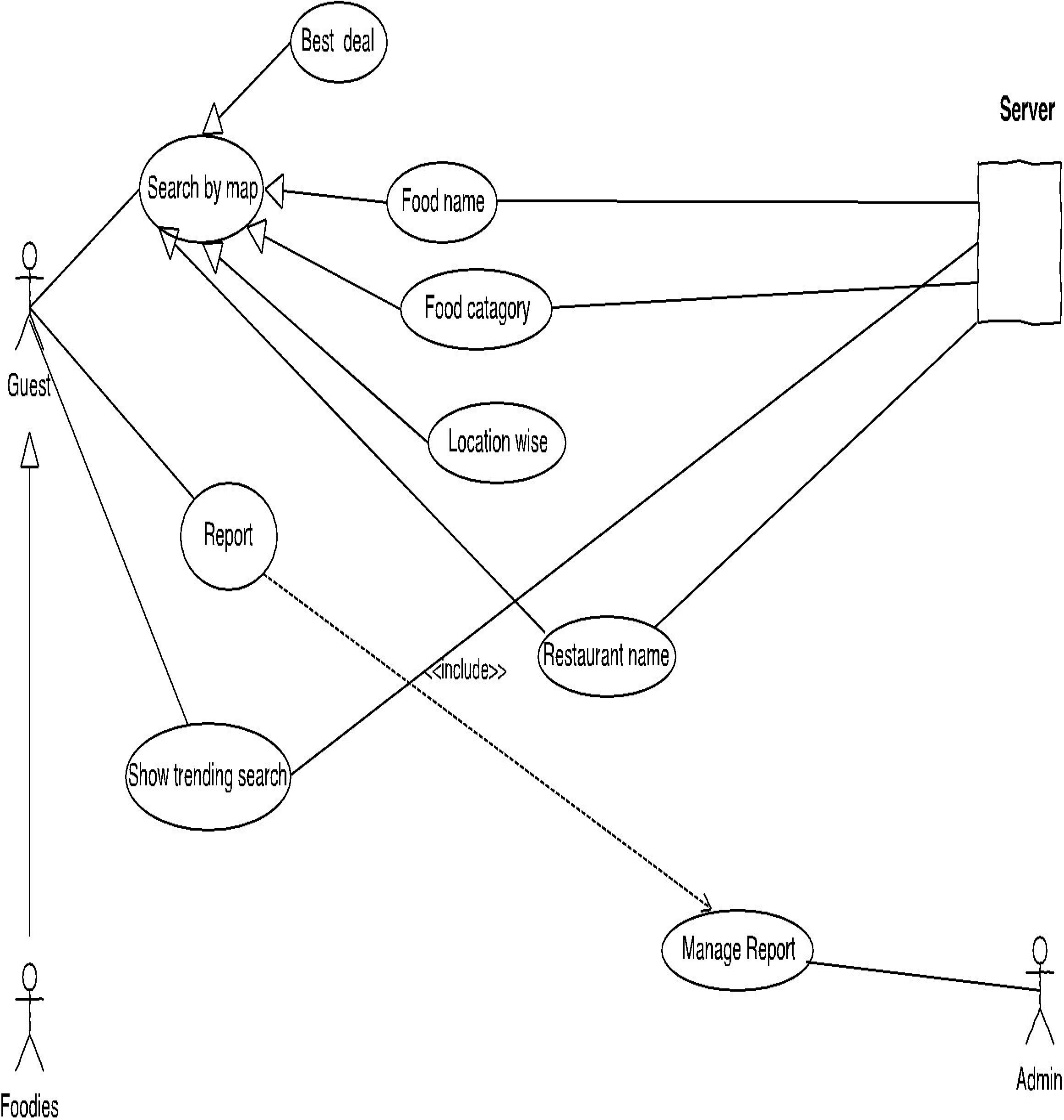 Best deal
Server
Search by map
Food name
Food catagory
Guest
Location wise
Report
Restaurant name
<<include>>
Show trending search
Manage Report
Admin
Foodies